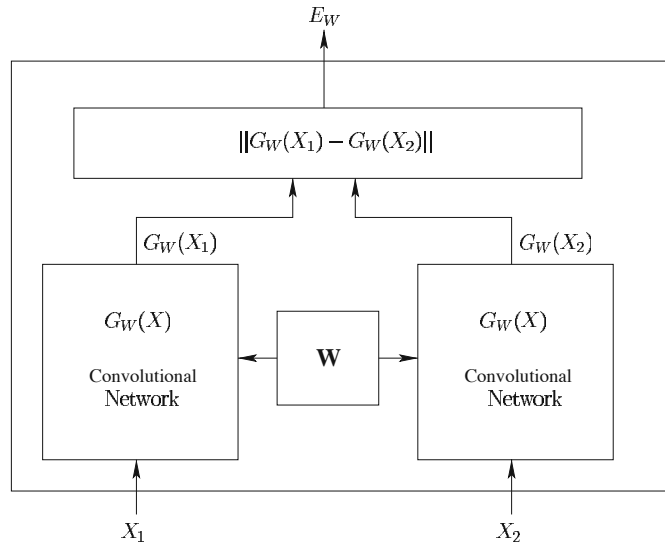 E_W
||G_W(X_1) − G_W(X_2)||
G_W(X_1) G_W(X_2)
G_W(X) G_W(X)
W
Convolutional Convolutional
Network Network
X_1 X_2